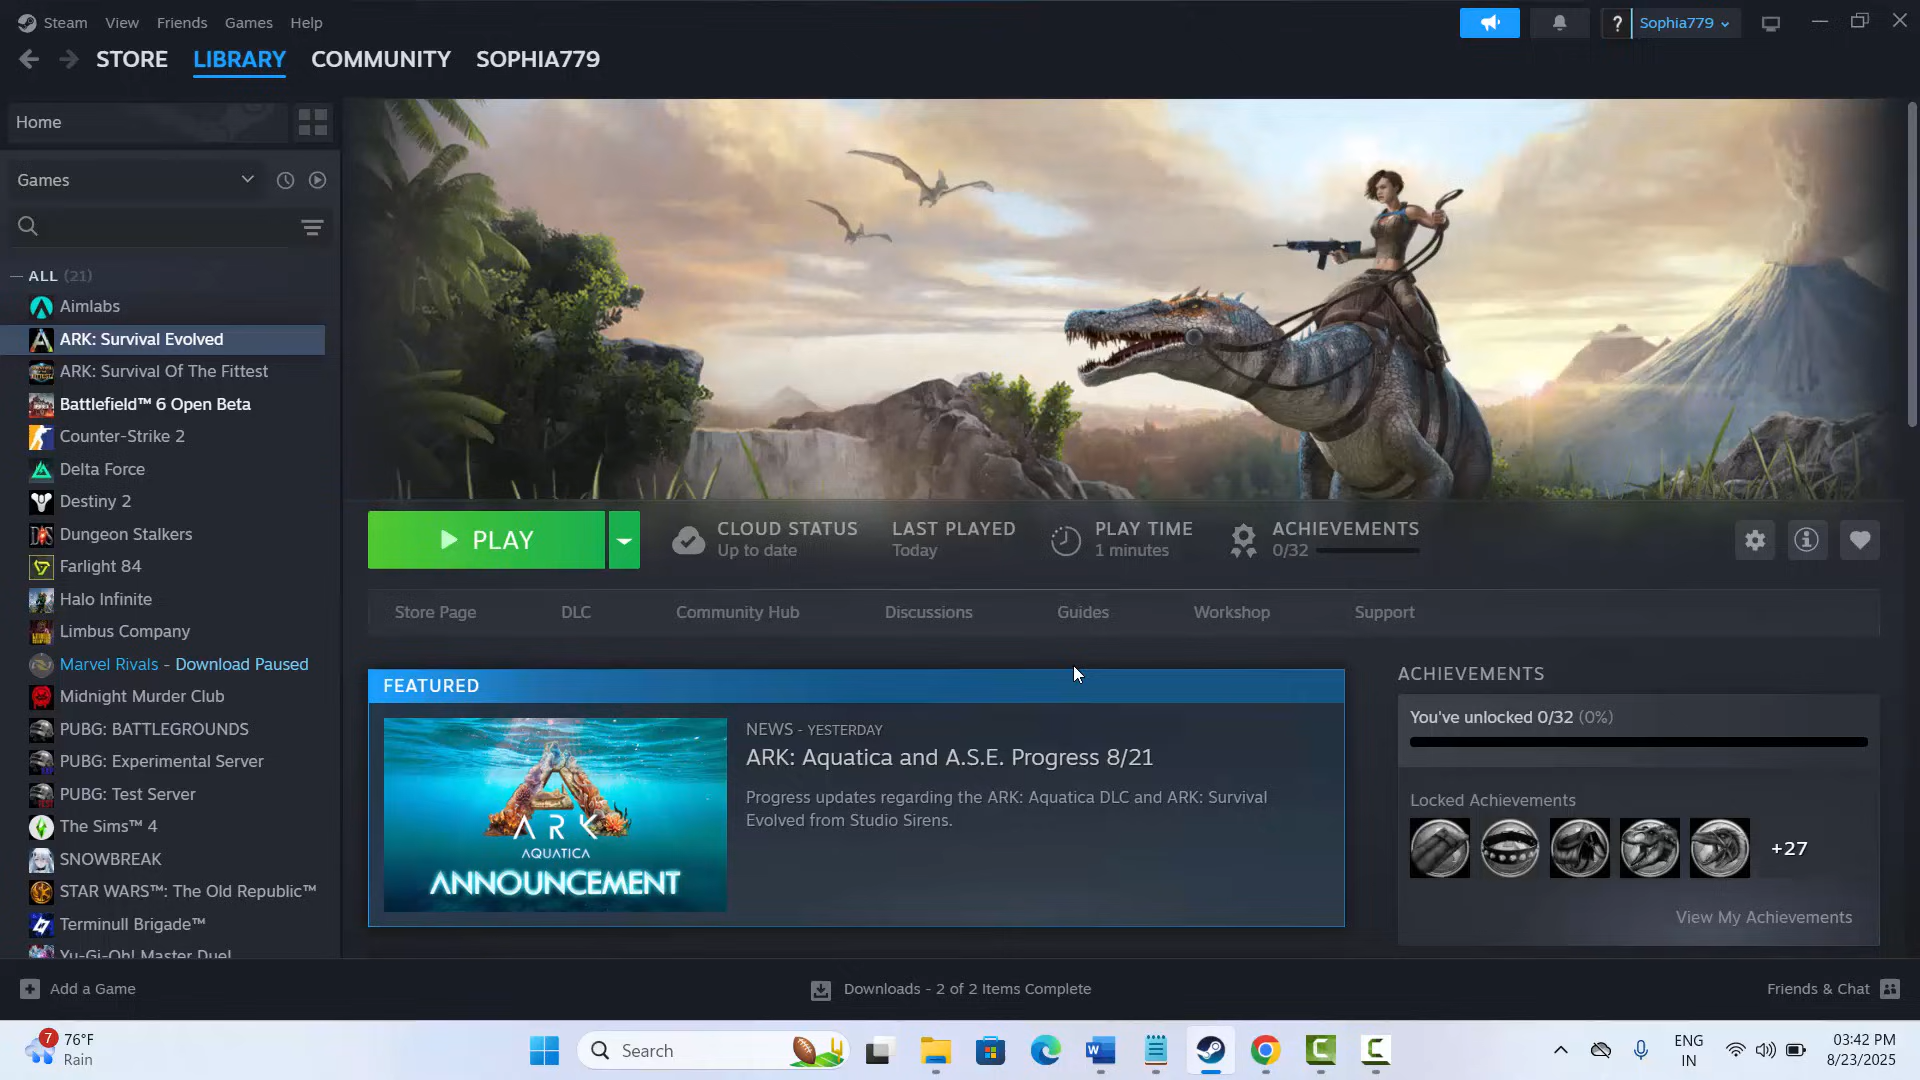 Steam View Friends Games Help
? Sophia779
STORE LIBRARY COMMUNITY SOPHIA779
Home
Games
ALL (21)
Aimlabs
ARK: Survival Evolved
ARK: Survival Of The Fittest
Battlefield™ 6 Open Beta
Counter-Strike 2
Delta Force
Destiny 2
Dungeon Stalkers
Farlight 84
Halo Infinite
Limbus Company
Marvel Rivals - Download Paused
Midnight Murder Club
PUBG: BATTLEGROUNDS
PUBG: Experimental Server
PUBG: Test Server
The Sims™ 4
SNOWBREAK
STAR WARS™: The Old Republic™
Terminull Brigade™
Yu-Gi-Oh! Master Duel
PLAY
CLOUD STATUS
Up to date
LAST PLAYED
Today
PLAY TIME
1 minutes
ACHIEVEMENTS
0/32
Store Page DLC Community Hub Discussions Guides Workshop Support
FEATURED
ARK
AQUATICA
ANNOUNCEMENT
NEWS - YESTERDAY
ARK: Aquatica and A.S.E. Progress 8/21
Progress updates regarding the ARK: Aquatica DLC and ARK: Survival
Evolved from Studio Sirens.
ACHIEVEMENTS
You've unlocked 0/32 (0%)
Locked Achievements
+27
View My Achievements
Add a Game
Downloads - 2 of 2 Items Complete
Friends & Chat
7
76°F
Rain
Search
ENG
IN
03:42 PM
8/23/2025